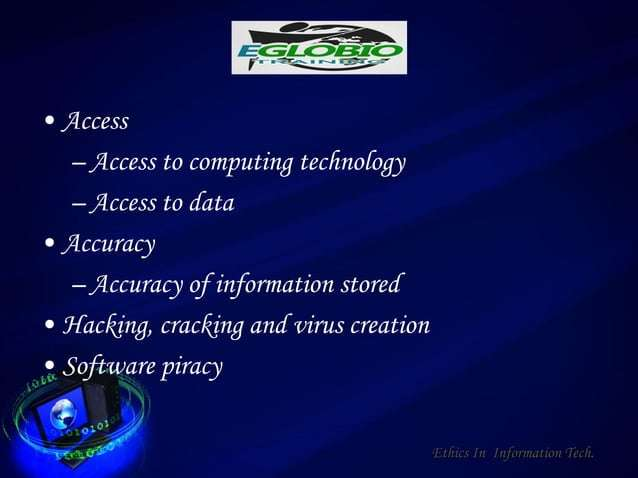 EGLOBIO
TRAINING
• Access
– Access to computing technology
– Access to data
• Accuracy
– Accuracy of information stored
• Hacking, cracking and virus creation
• Software piracy
010101010
Ethics In Information Tech.